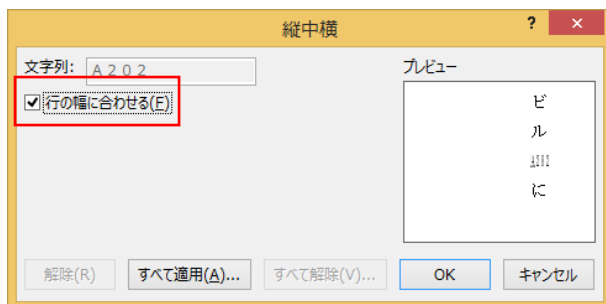 縦中横
? ×
文字列: A202
プレビュー
行の幅に合わせる(F)
ビ
ル
に
解除(R) すべて適用(A)... すべて解除(V)... OK キャンセル